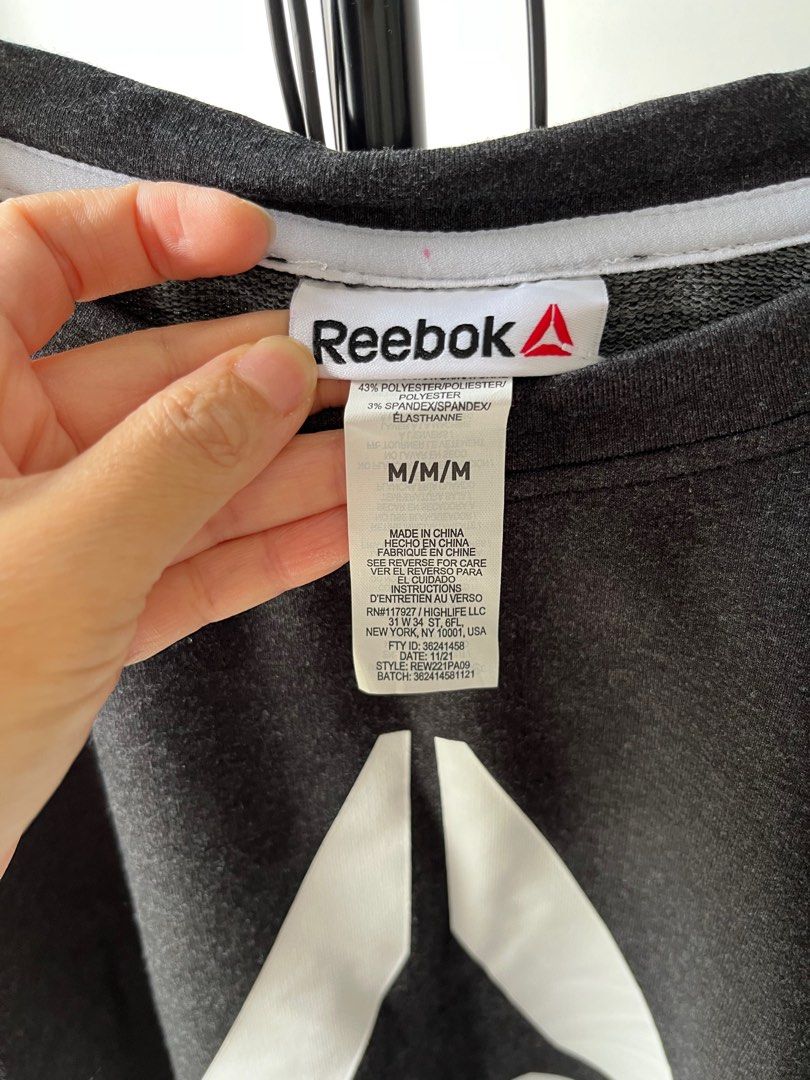 Reebok
43% POLYESTER/POLIESTER/
POLYESTER
3% SPANDEX/SPANDEX/
ÉLASTHANNE
M/M/M
MADE IN CHINA
HECHO EN CHINA
FABRIQUÉ EN CHINE
SEE REVERSE FOR CARE
VER EL REVERSO PARA
EL CUIDADO
INSTRUCTIONS
D'ENTRETIEN AU VERSO
RN#117927 / HIGHLIFE LLC
31 W 34 ST, 6FL,
NEW YORK, NY 10001, USA
FTY ID: 36241458
DATE: 11/21
STYLE: REW221PA09
BATCH: 362414581121